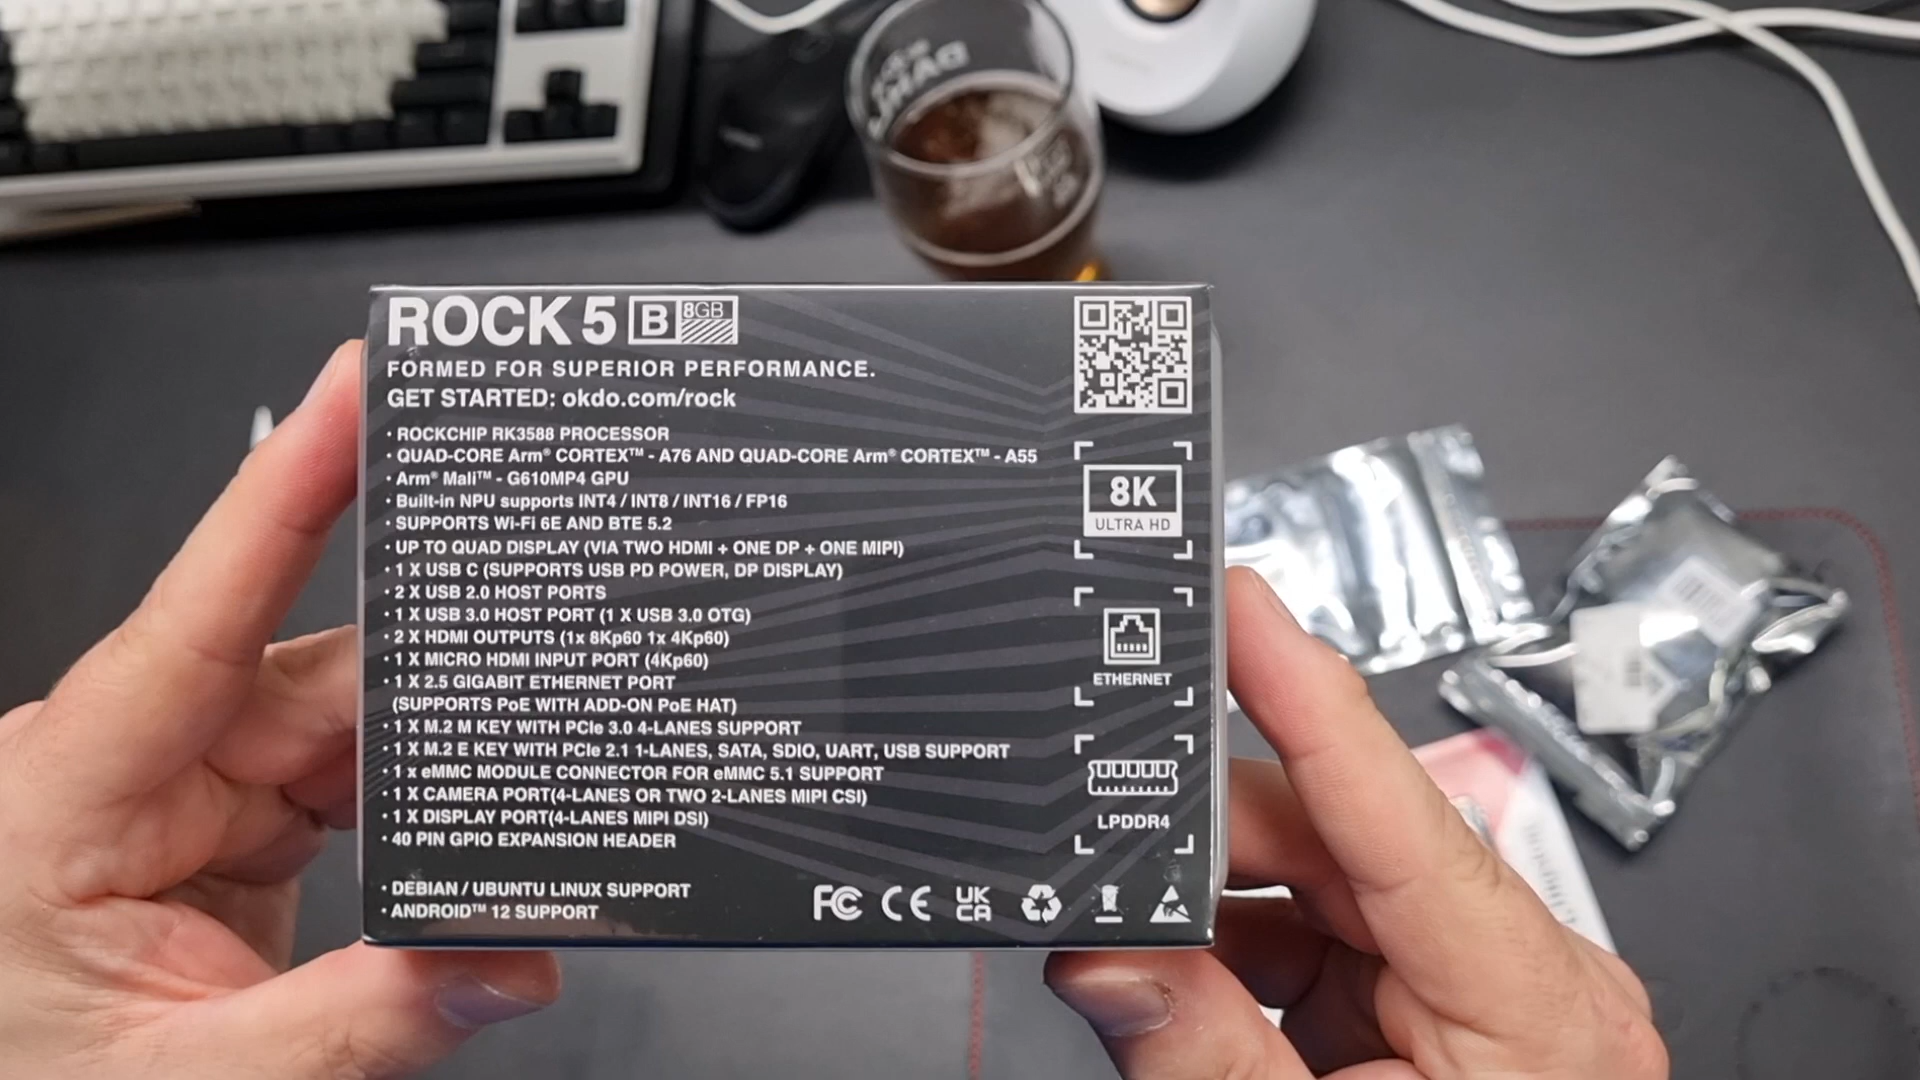 ROCK 5 B 8GB
FORMED FOR SUPERIOR PERFORMANCE.
GET STARTED: okdo.com/rock
· ROCKCHIP RK3588 PROCESSOR
· QUAD-CORE Arm® CORTEX™ - A76 AND QUAD-CORE Arm® CORTEX™ - A55
· Arm® Mali™ - G610MP4 GPU
· Built-in NPU supports INT4 / INT8 / INT16 / FP16
· SUPPORTS Wi-Fi 6E AND BTE 5.2
· UP TO QUAD DISPLAY (VIA TWO HDMI + ONE DP + ONE MIPI)
· 1 X USB C (SUPPORTS USB PD POWER, DP DISPLAY)
· 2 X USB 2.0 HOST PORTS
· 1 X USB 3.0 HOST PORT (1 X USB 3.0 OTG)
· 2 X HDMI OUTPUTS (1x 8Kp60 1x 4Kp60)
· 1 X MICRO HDMI INPUT PORT (4Kp60)
· 1 X 2.5 GIGABIT ETHERNET PORT
(SUPPORTS PoE WITH ADD-ON PoE HAT)
· 1 X M.2 M KEY WITH PCIe 3.0 4-LANES SUPPORT
· 1 X M.2 E KEY WITH PCIe 2.1 1-LANES, SATA, SDIO, UART, USB SUPPORT
· 1 x eMMC MODULE CONNECTOR FOR eMMC 5.1 SUPPORT
· 1 X CAMERA PORT(4-LANES OR TWO 2-LANES MIPI CSI)
· 1 X DISPLAY PORT(4-LANES MIPI DSI)
· 40 PIN GPIO EXPANSION HEADER
· DEBIAN / UBUNTU LINUX SUPPORT
· ANDROID™ 12 SUPPORT
8K
ULTRA HD
ETHERNET
LPDDR4
FC CE UK
CA